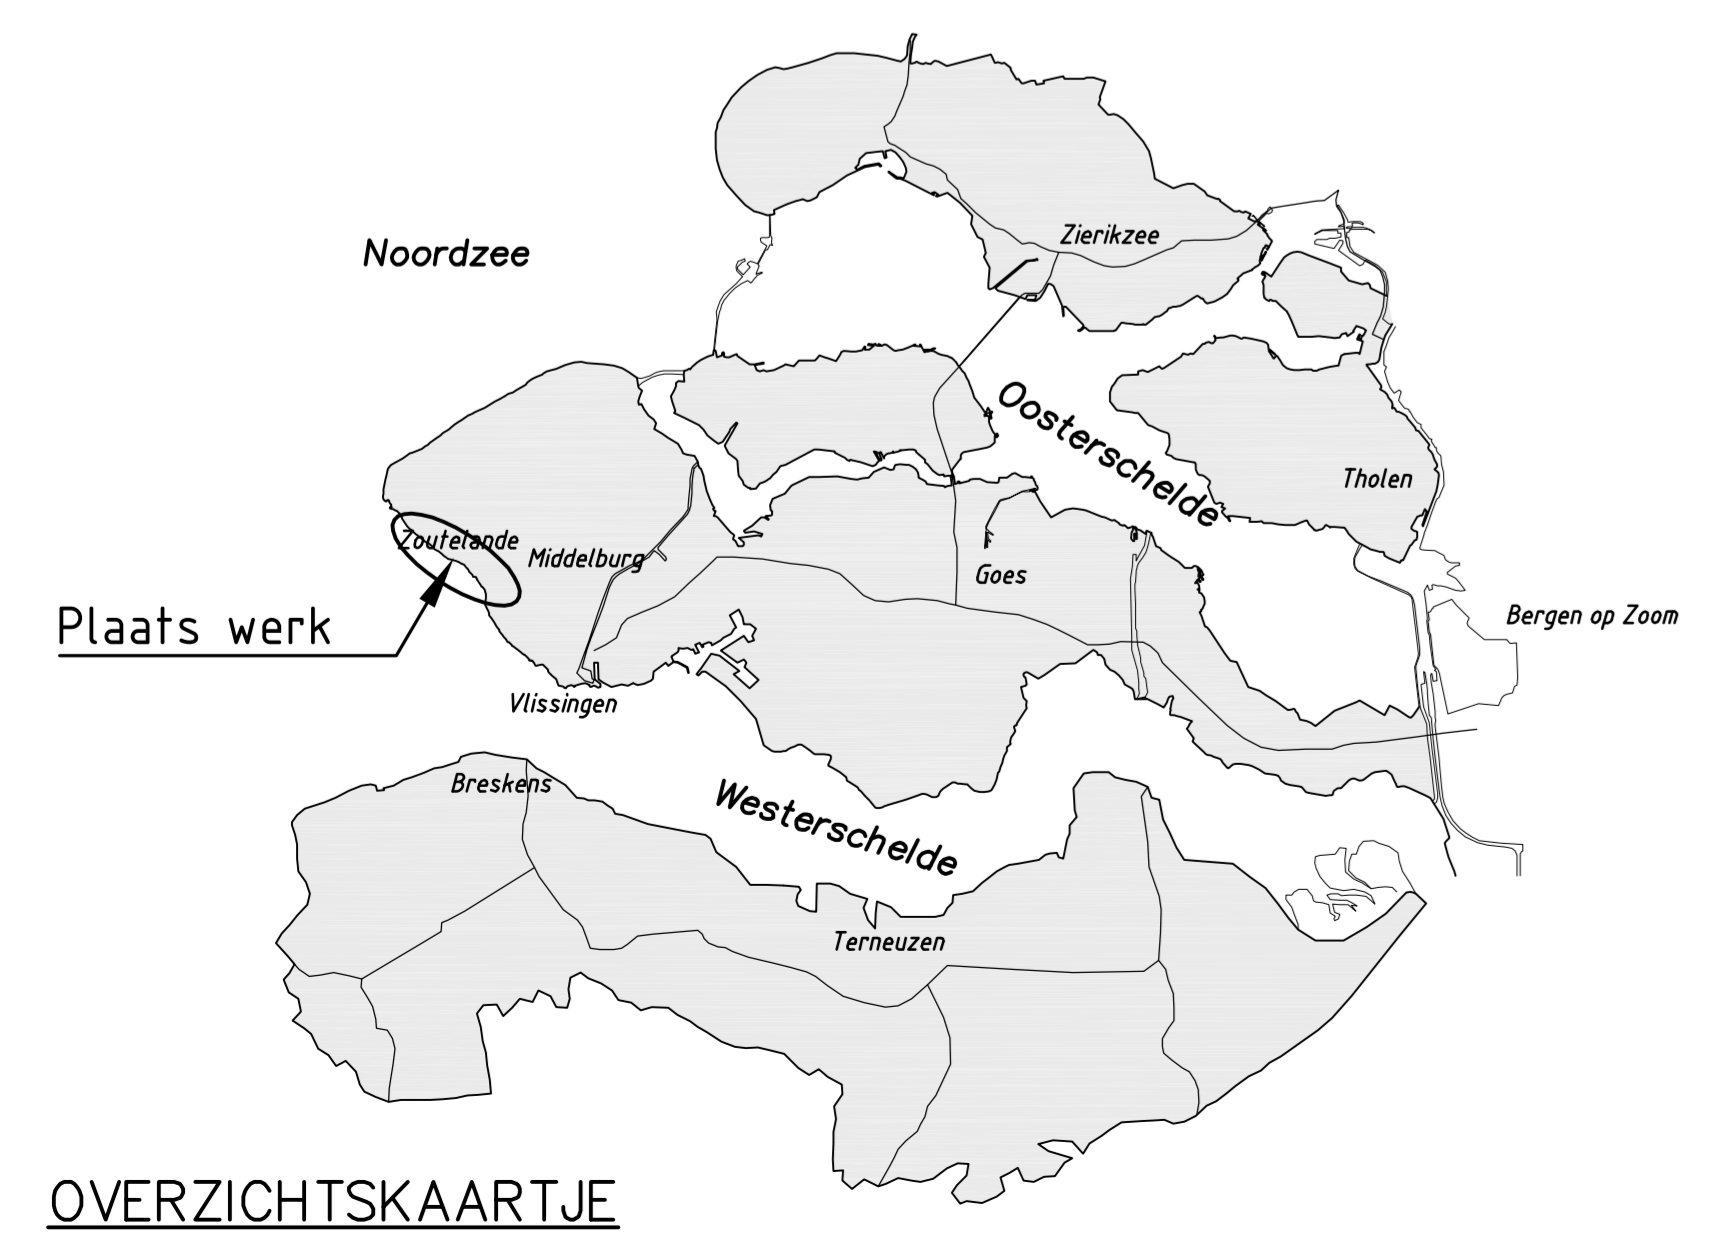 Noordzee
Zierikzee
Oosterschelde
Tholen
Zoutelande
Middelburg
Goes
Plaats werk
Bergen op Zoom
Vlissingen
Breskens
Westerschelde
Terneuzen
OVERZICHTSKAARTJE